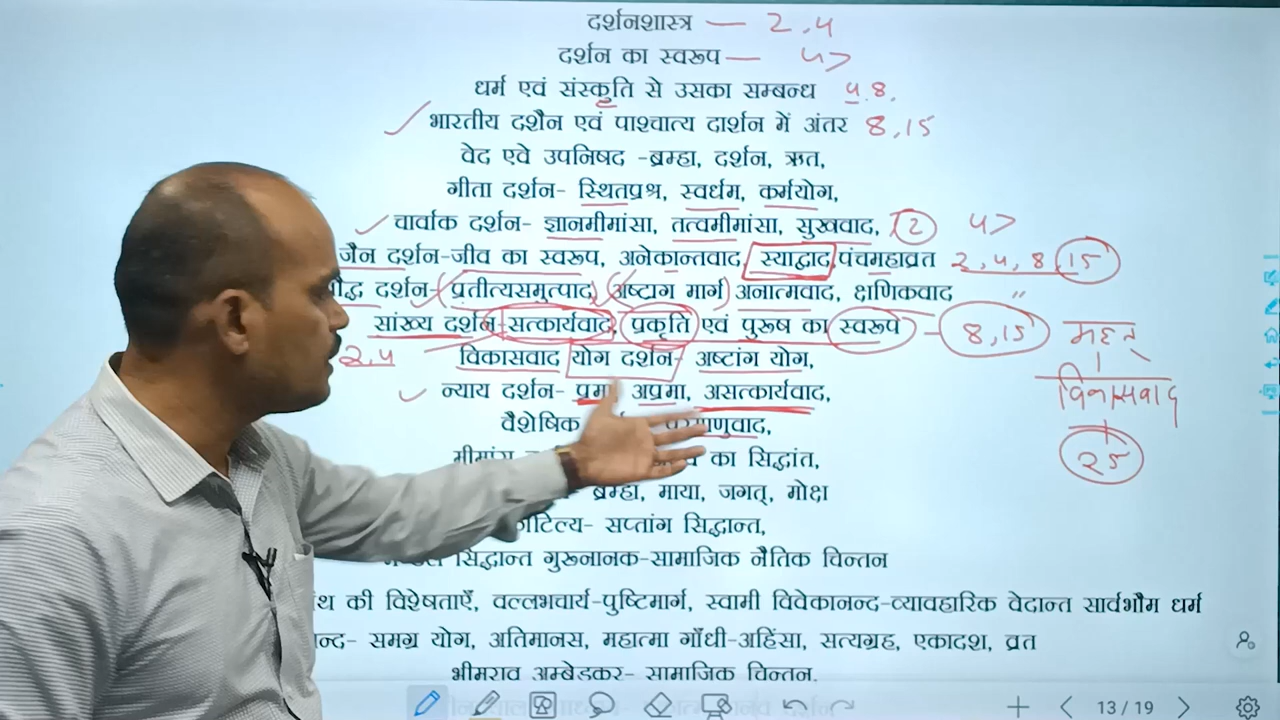 दर्शनशास्त्र — 2,4
दर्शन का स्वरूप — 4>
धर्म एवं संस्कृति से उसका सम्बन्ध 4.8.
भारतीय दर्शैन एवं पाश्चात्य दार्शन में अंतर 8,15
वेद एवे उपनिषद -ब्रम्हा, दर्शन, ऋत,
गीता दर्शन- स्थितप्रश्र, स्वर्धम, कर्मयोग,
चार्वाक दर्शन- ज्ञानमीमांसा, तत्वमीमांसा, सुखवाद, 2 4>
जैन दर्शन-जीव का स्वरूप, अनेकान्तवाद, स्याद्वाद,पंचमहाव्रत 2,4,8 15
दर्शन- प्रतीत्यसमुत्पाद, अष्टाग मार्ग अनात्मवाद, क्षणिकवाद "
सांख्य दर्शन-सत्कार्यवाद, प्रकृति एवं पुरूष का स्वरूप - 8,15 महत्
2,4 विकासवाद योग दर्शन- अष्टांग योग,
विकासवाद
न्याय दर्शन- प्रमा अप्रमा, असत्कार्यवाद,
वैशेषिक परमाणुवाद,
25
का सिद्धांत,
ब्रम्हा, माया, जगत्, मोक्ष
सप्तांग सिद्धान्त,
सिद्धान्त गुरूनानक-सामाजिक नैतिक चिन्तन
की विशेषताएँ, वल्लभचार्य-पुष्टिमार्ग, स्वामी विवेकानन्द-व्यावहारिक वेदान्त सार्वभौम धर्म
समग्र योग, अतिमानस, महात्मा गाँधी-अहिंसा, सत्यग्रह, एकादश, व्रत
भीमराव अम्बेडकर- सामाजिक चिन्तन.
13 / 19